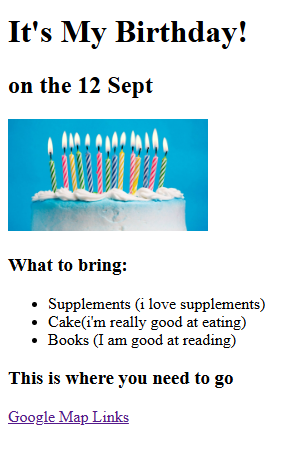 It's My Birthday!
on the 12 Sept
What to bring:
Supplements (i love supplements)
Cake(i'm really good at eating)
Books (I am good at reading)
This is where you need to go
Google Map Links